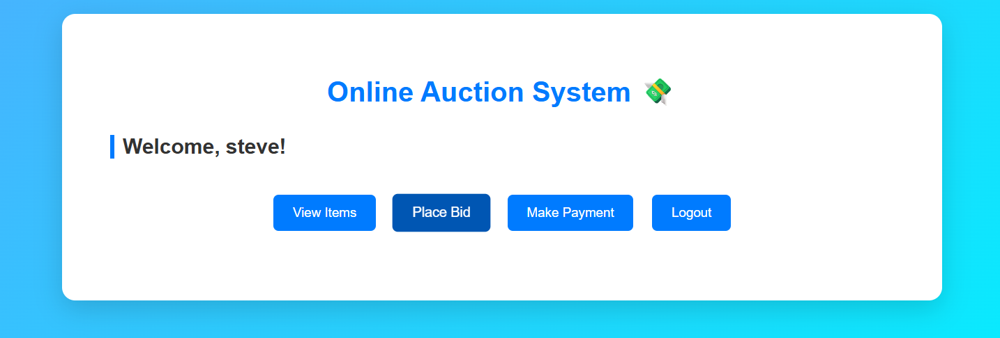 Online Auction System 💸
Welcome, steve!
View Items Place Bid Make Payment Logout